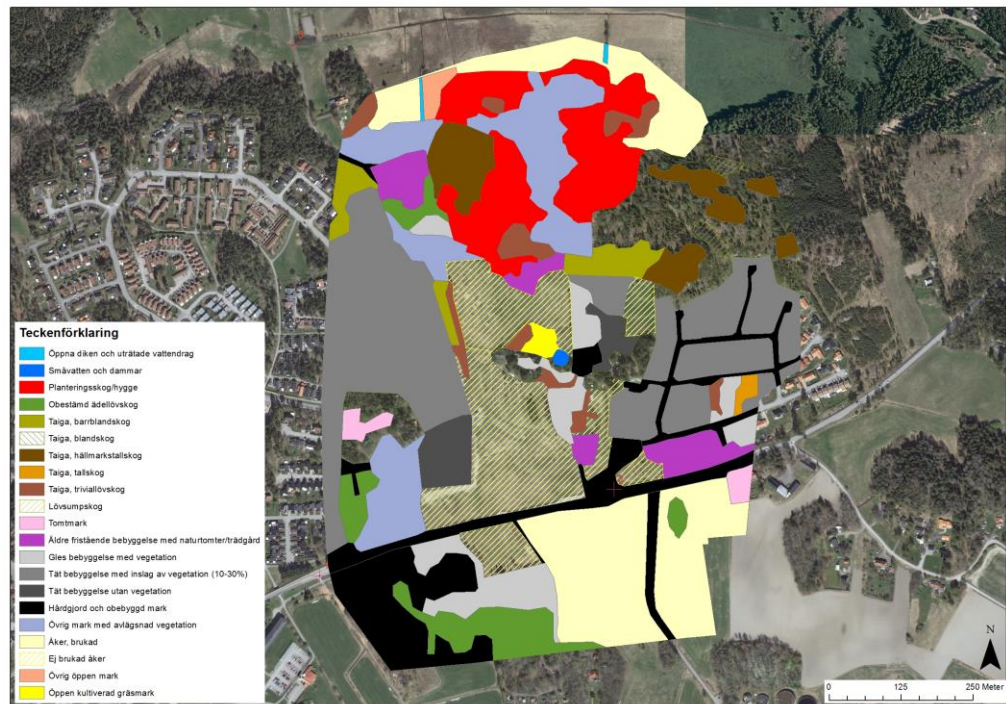 Teckenförklaring
Öppna diken och uträtade vattendrag
Småvatten och dammar
Planteringsskog/hygge
Obestämd ädellövskog
Taiga, barrblandskog
Taiga, blandskog
Taiga, hällmarkstallskog
Taiga, tallskog
Taiga, triviallövskog
Lövsumpskog
Tomtmark
Äldre fristående bebyggelse med naturtomter/trädgård
Gles bebyggelse med vegetation
Tät bebyggelse med inslag av vegetation (10-30%)
Tät bebyggelse utan vegetation
Hårdgjord och obebyggd mark
Övrig mark med avlägsnad vegetation
Åker, brukad
Ej brukad åker
Övrig öppen mark
Öppen kultiverad gräsmark
N
0 125 250 Meter